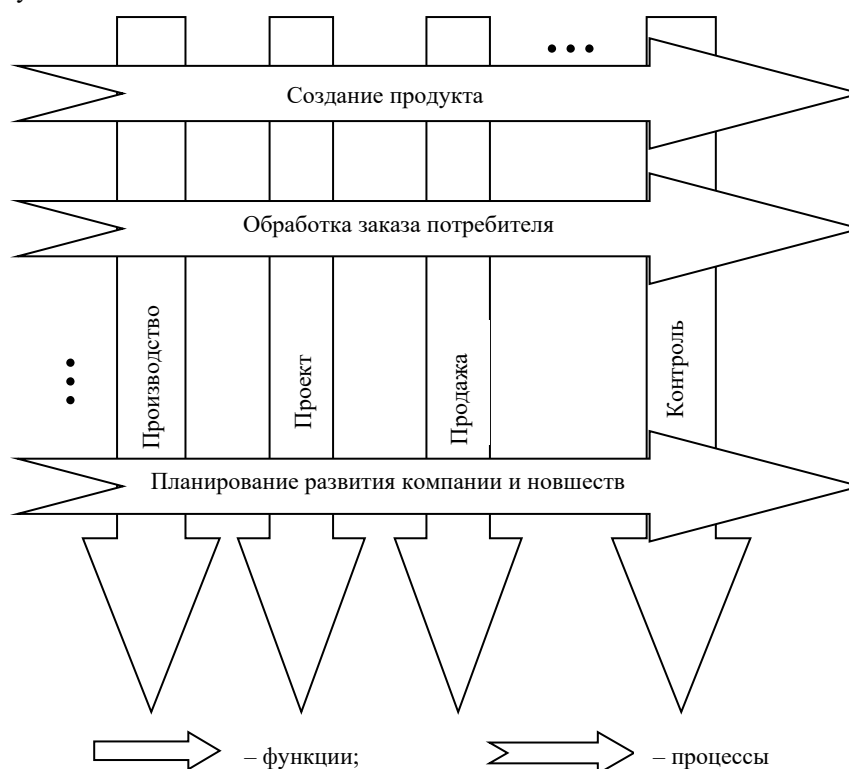 Создание продукта
Обработка заказа потребителя
Производство
Проект
Продажа
Контроль
Планирование развития компании и новшеств
– функции;
– процессы